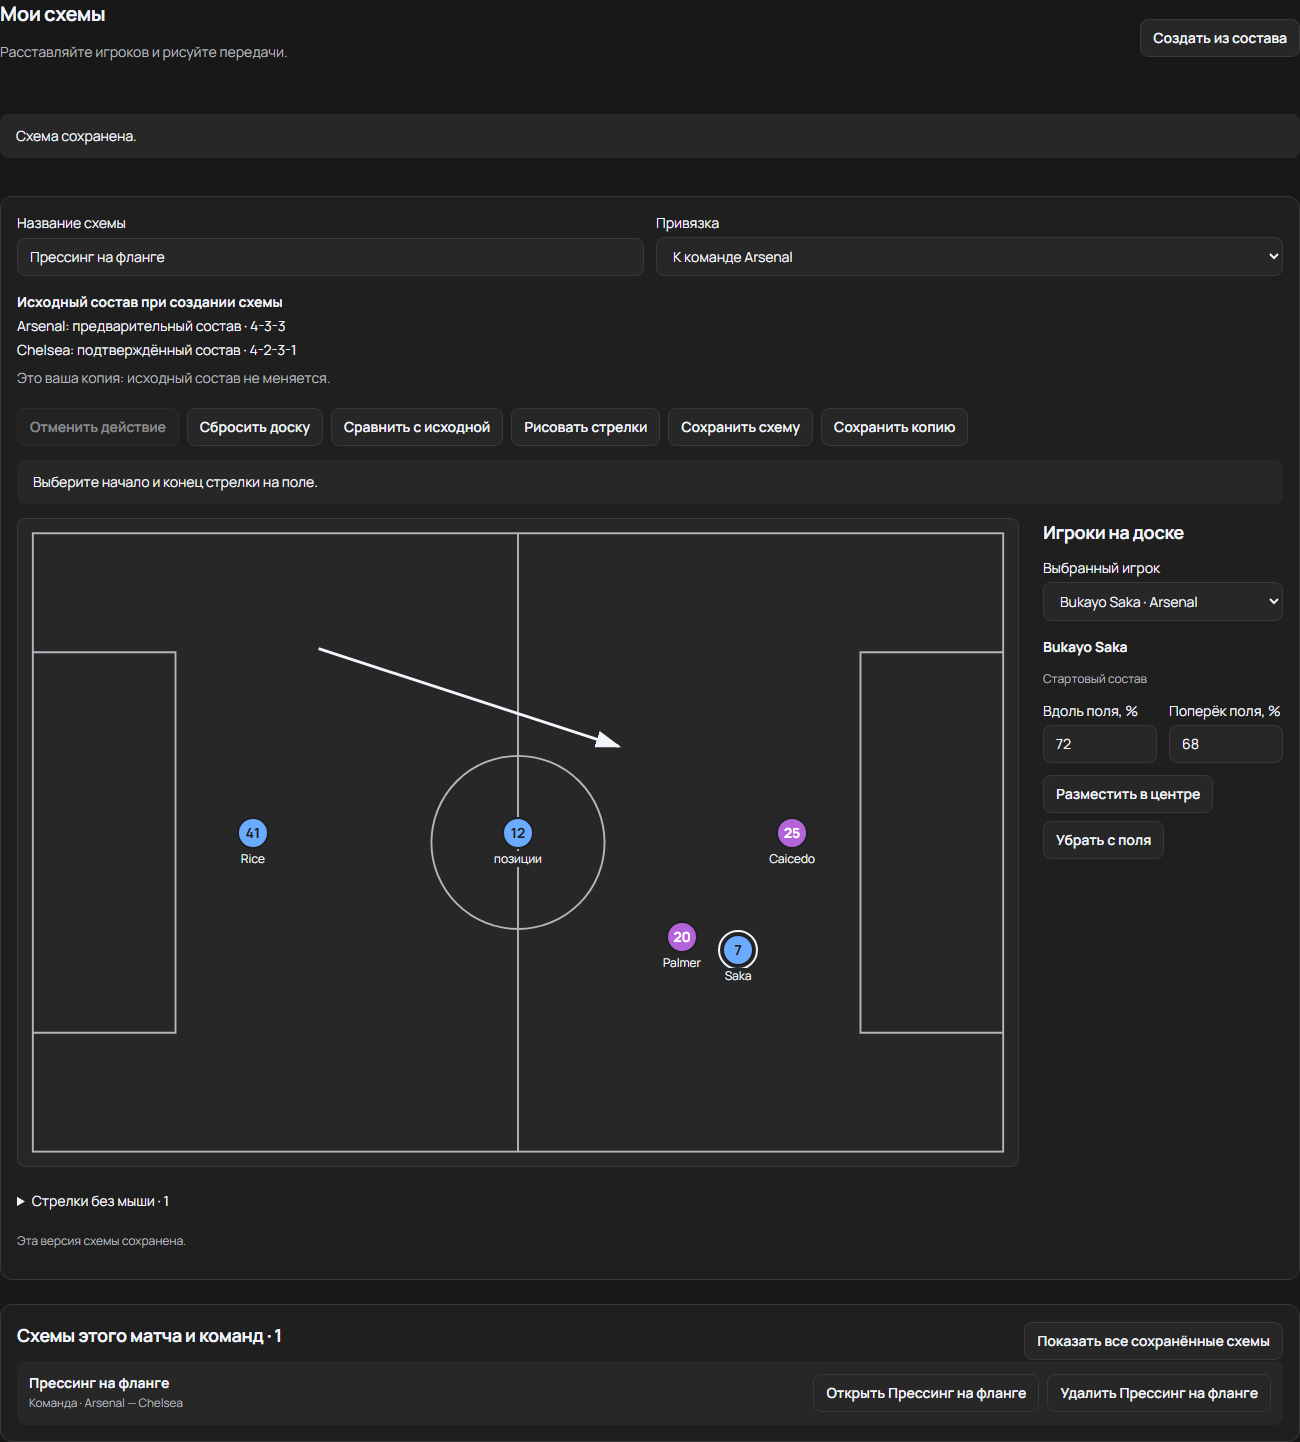 Мои схемы
Расставляйте игроков и рисуйте передачи.
Создать из состава
Схема сохранена.
Название схемы
Привязка
Прессинг на фланге
К команде Arsenal
Исходный состав при создании схемы
Arsenal: предварительный состав · 4-3-3
Chelsea: подтверждённый состав · 4-2-3-1
Это ваша копия: исходный состав не меняется.
Отменить действие
Сбросить доску
Сравнить с исходной
Рисовать стрелки
Сохранить схему
Сохранить копию
Выберите начало и конец стрелки на поле.
41
Rice
12
позиции
25
Caicedo
20
Palmer
7
Saka
Игроки на доске
Выбранный игрок
Bukayo Saka · Arsenal
Bukayo Saka
Стартовый состав
Вдоль поля, %
Поперёк поля, %
72
68
Разместить в центре
Убрать с поля
Стрелки без мыши · 1
Эта версия схемы сохранена.
Схемы этого матча и команд · 1
Показать все сохранённые схемы
Прессинг на фланге
Команда · Arsenal — Chelsea
Открыть Прессинг на фланге
Удалить Прессинг на фланге